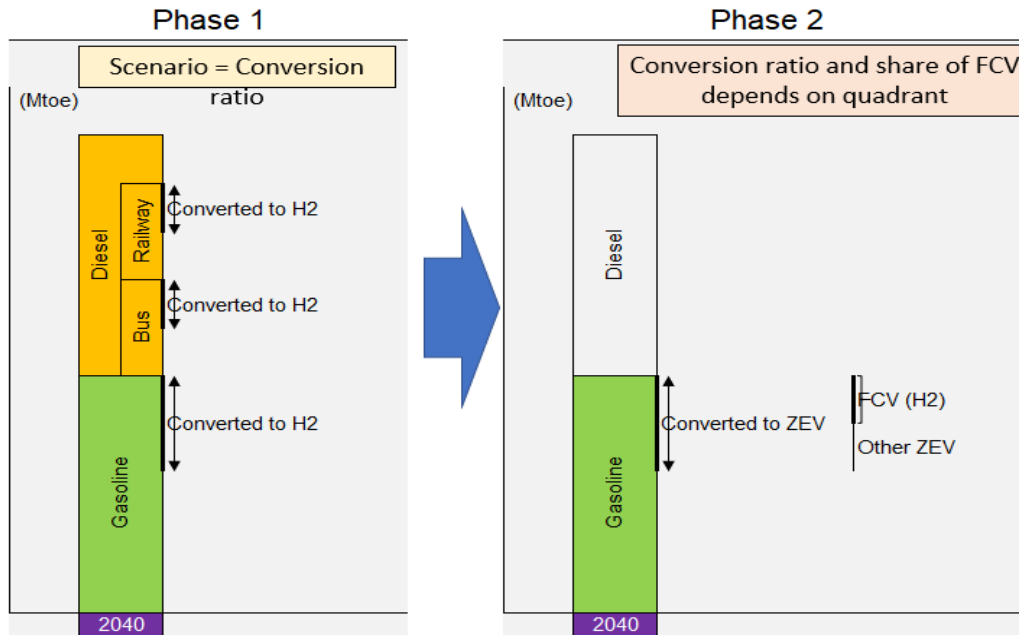 Phase 1
Scenario = Conversion
ratio
(Mtoe)
Diesel
Railway
Converted to H2
Bus
Converted to H2
Gasoline
Converted to H2
2040
Phase 2
Conversion ratio and share of FCV
depends on quadrant
(Mtoe)
Diesel
Gasoline
Converted to ZEV
FCV (H2)
Other ZEV
2040